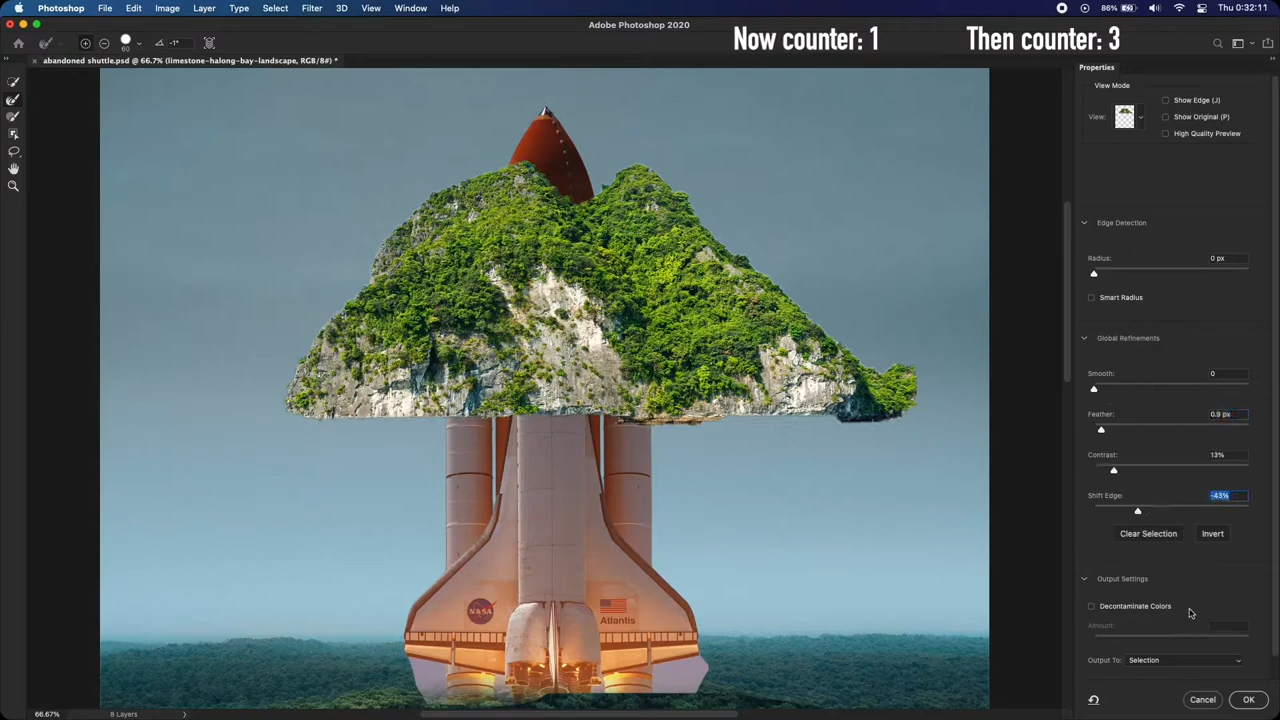 Photoshop File Edit Image Layer Type Select Filter 3D View Window Help 86% Thu 0:32:11
Adobe Photoshop 2020
Now counter: 1 Then counter: 3
60 -1°
abandoned shuttle.psd @ 66.7% (limestone-halong-bay-landscape, RGB/8#) *
Properties
View Mode
View:
Show Edge (J)
Show Original (P)
High Quality Preview
Edge Detection
Radius: 0 px
Smart Radius
Global Refinements
Smooth: 0
Feather: 0.9 px
Contrast: 13%
Shift Edge: -43%
Clear Selection Invert
Output Settings
Decontaminate Colors
Amount:
Output To: Selection
Cancel OK
NASA
Atlantis
66.67% 8 Layers